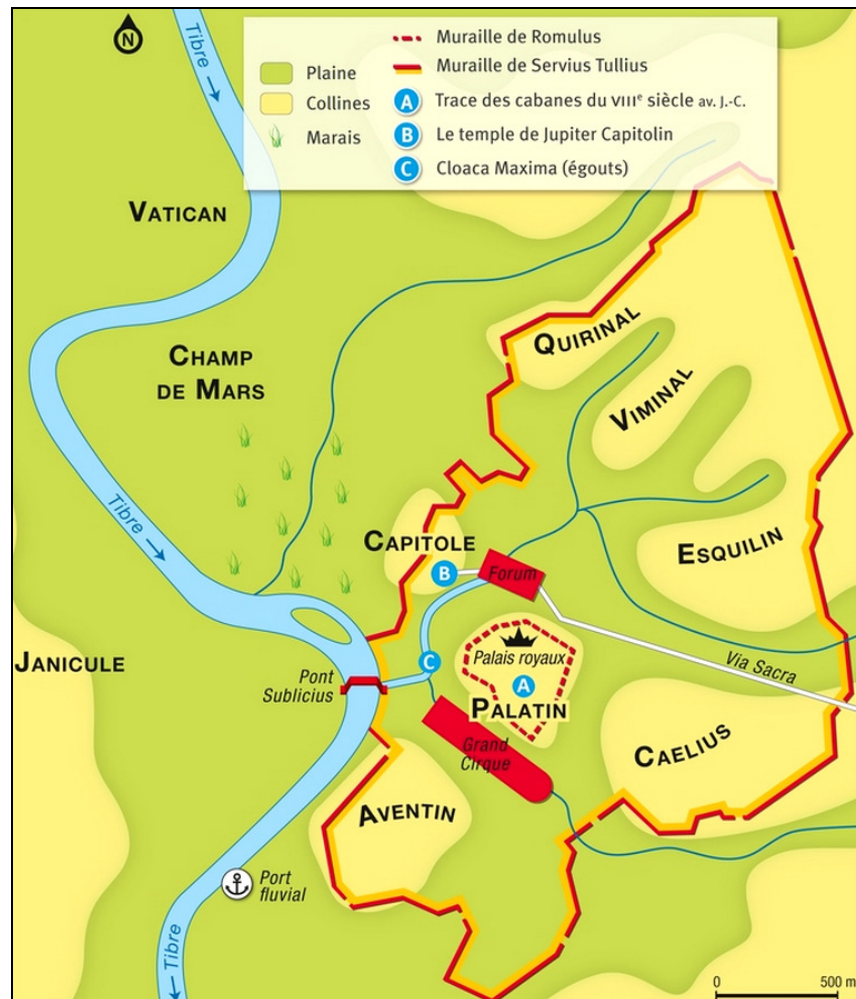 N
Tibre
Plaine
Collines
Marais
Muraille de Romulus
Muraille de Servius Tullius
A Trace des cabanes du VIIIe siècle av. J.-C.
B Le temple de Jupiter Capitolin
C Cloaca Maxima (égouts)
VATICAN
CHAMP
DE MARS
QUIRINAL
VIMINAL
Tibre
CAPITOLE
ESQUILIN
B
Forum
JANICULE
Pont
Sublicius
C
Palais royaux
A
PALATIN
Via Sacra
Grand
Cirque
CAELIUS
AVENTIN
Port
fluvial
Tibre
0 500 m